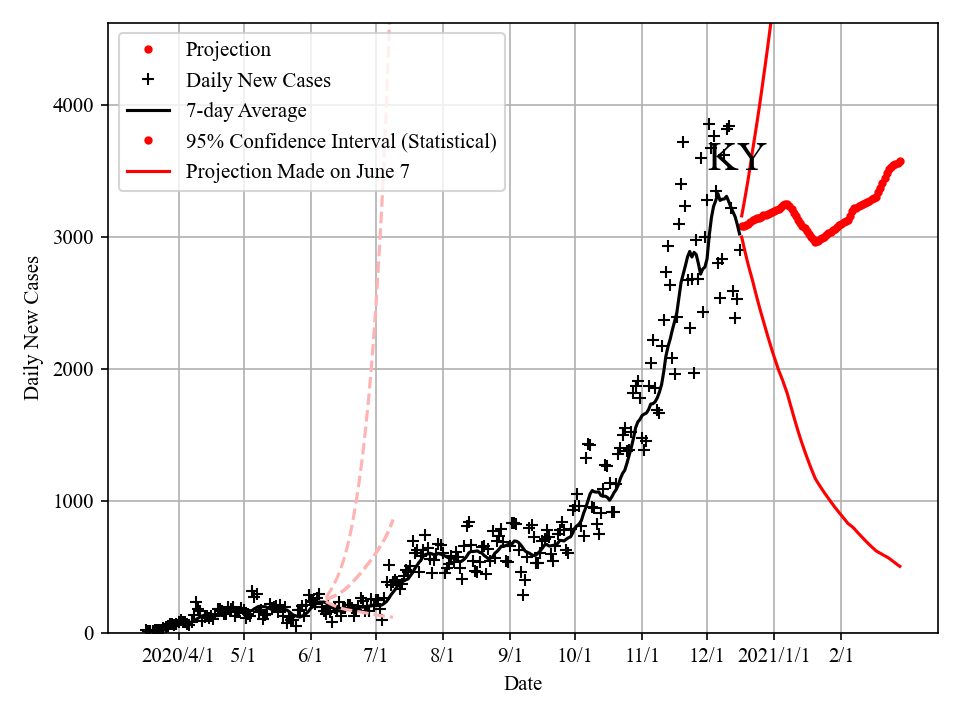 Projection
Daily New Cases
7-day Average
95% Confidence Interval (Statistical)
Projection Made on June 7
KY
4000
3000
2000
1000
0
Daily New Cases
2020/4/1 5/1 6/1 7/1 8/1 9/1 10/1 11/1 12/1 2021/1/1 2/1
Date